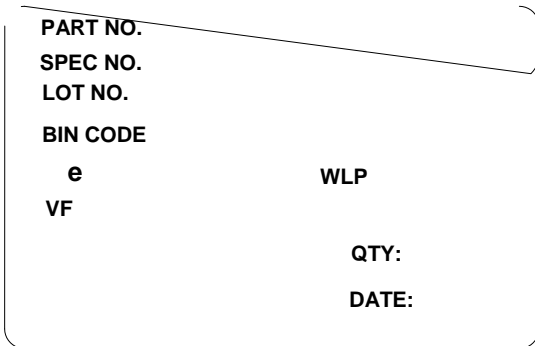 PART NO.
SPEC NO.
LOT NO.
BIN CODE
e WLP
VF
QTY:
DATE: